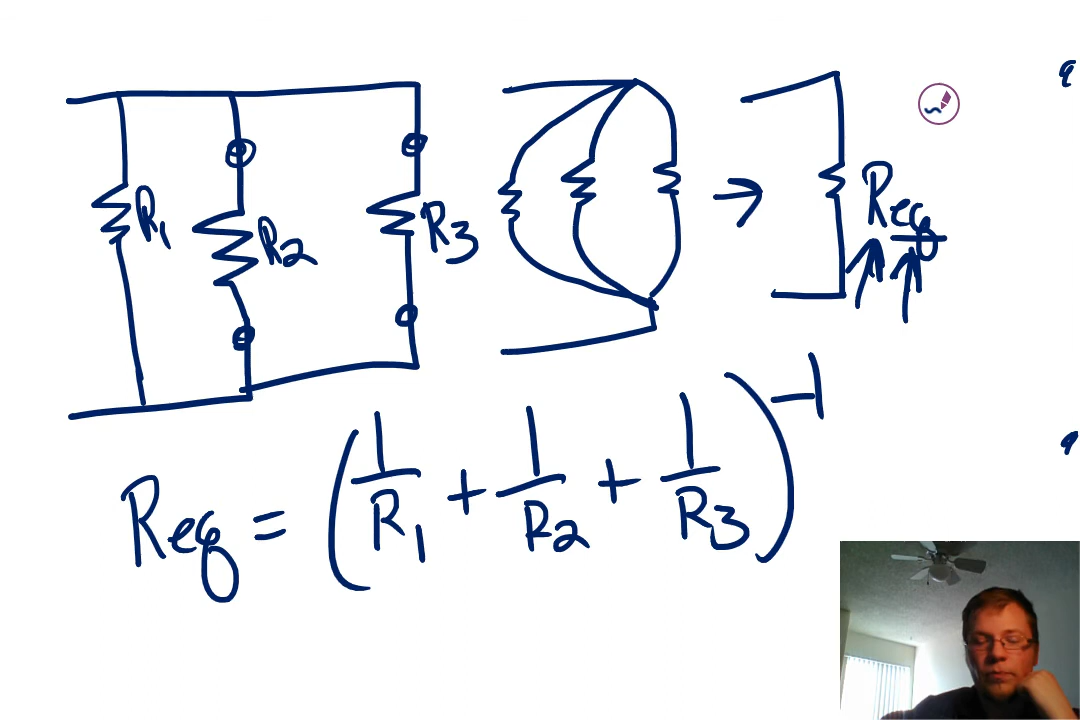 R₁ R₂ R₃ → Req
Req = (1/R₁ + 1/R₂ + 1/R₃)⁻¹